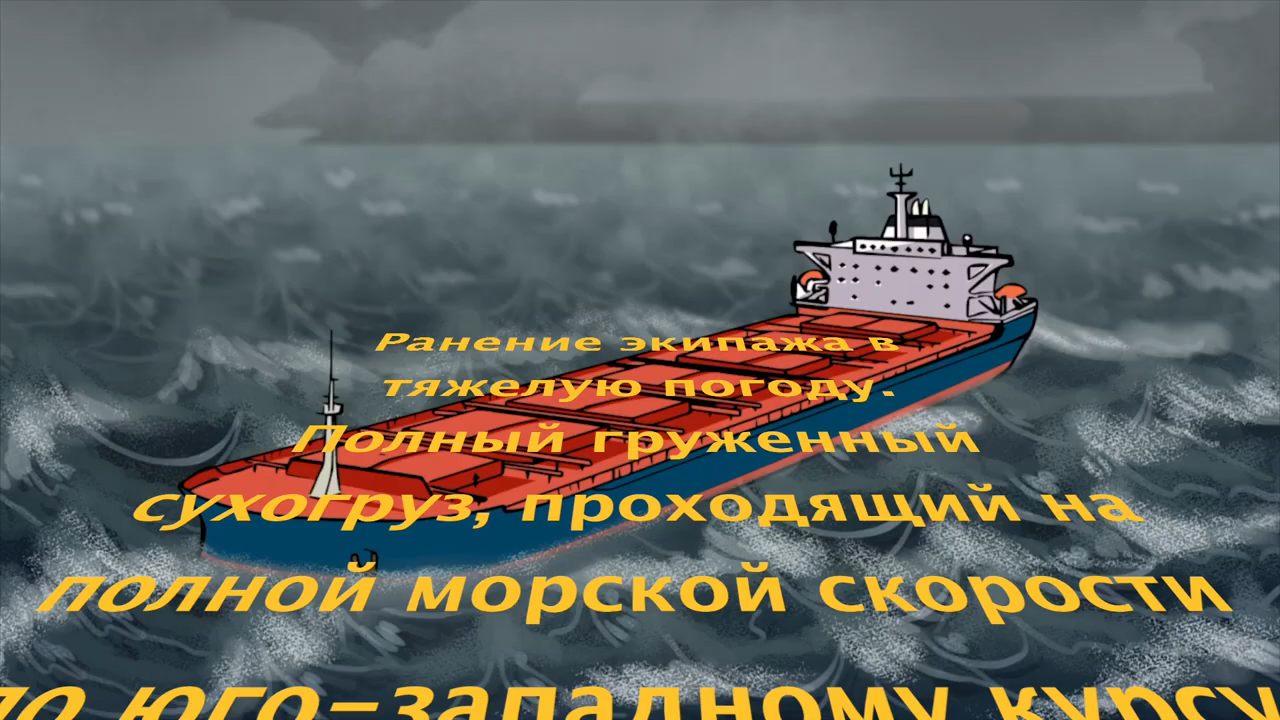 Ранение экипажа в
тяжелую погоду.
Полный груженный
сухогруз, проходящий на
полной морской скорости
по юго-западному курсу